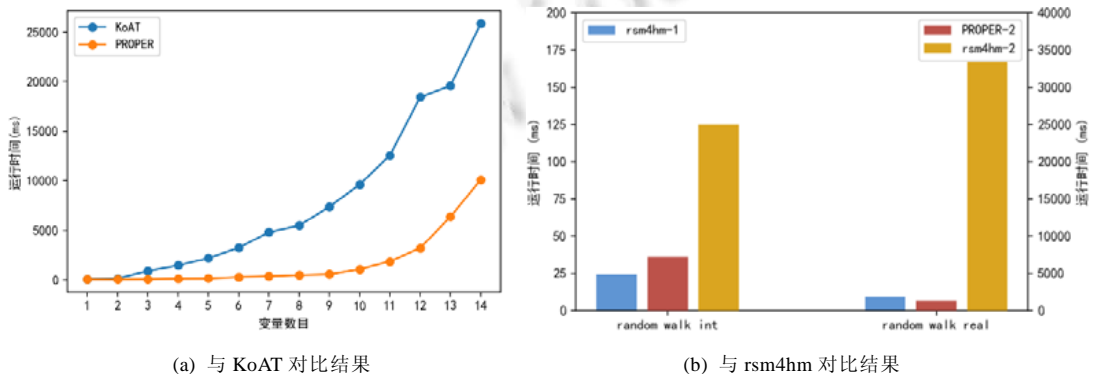 KoAT
PROPER
25000
20000
15000
10000
5000
0
运行时间(ms)
1 2 3 4 5 6 7 8 9 10 11 12 13 14
变量数目
(a) 与 KoAT 对比结果
rsm4hm-1
PROPER-2
rsm4hm-2
200
175
150
125
100
75
50
25
0
运行时间 (ms)
40000
35000
30000
25000
20000
15000
10000
5000
0
运行时间 (ms)
random walk int
random walk real
(b) 与 rsm4hm 对比结果